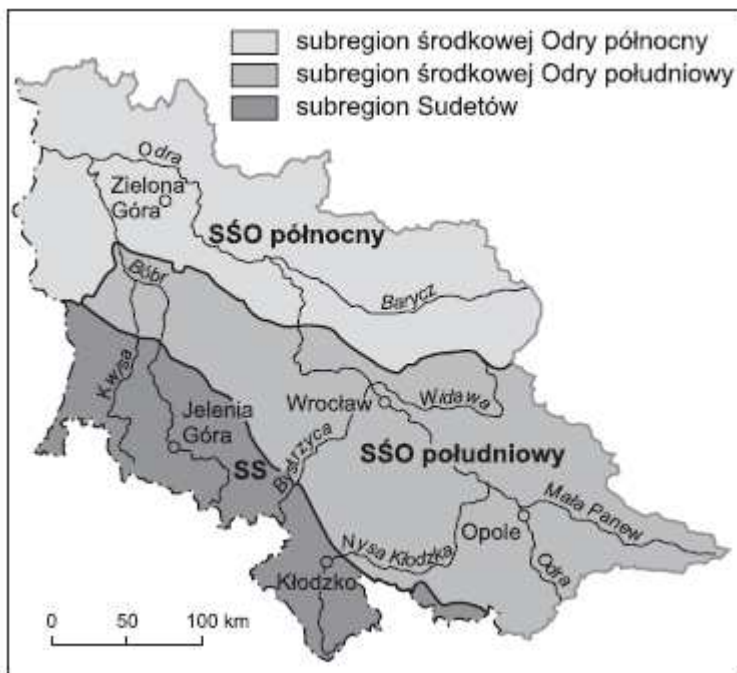 subregion środkowej Odry północny
subregion środkowej Odry południowy
subregion Sudetów
Odra
Zielona
Góra
SŚO północny
Bóbr
Barycz
Kwisa
Widawa
Wrocław
Jelenia
Góra
SS
Bystrzyca
SŚO południowy
Mała Panew
Opole
Nysa Kłodzka
Odra
Kłodzko
0 50 100 km